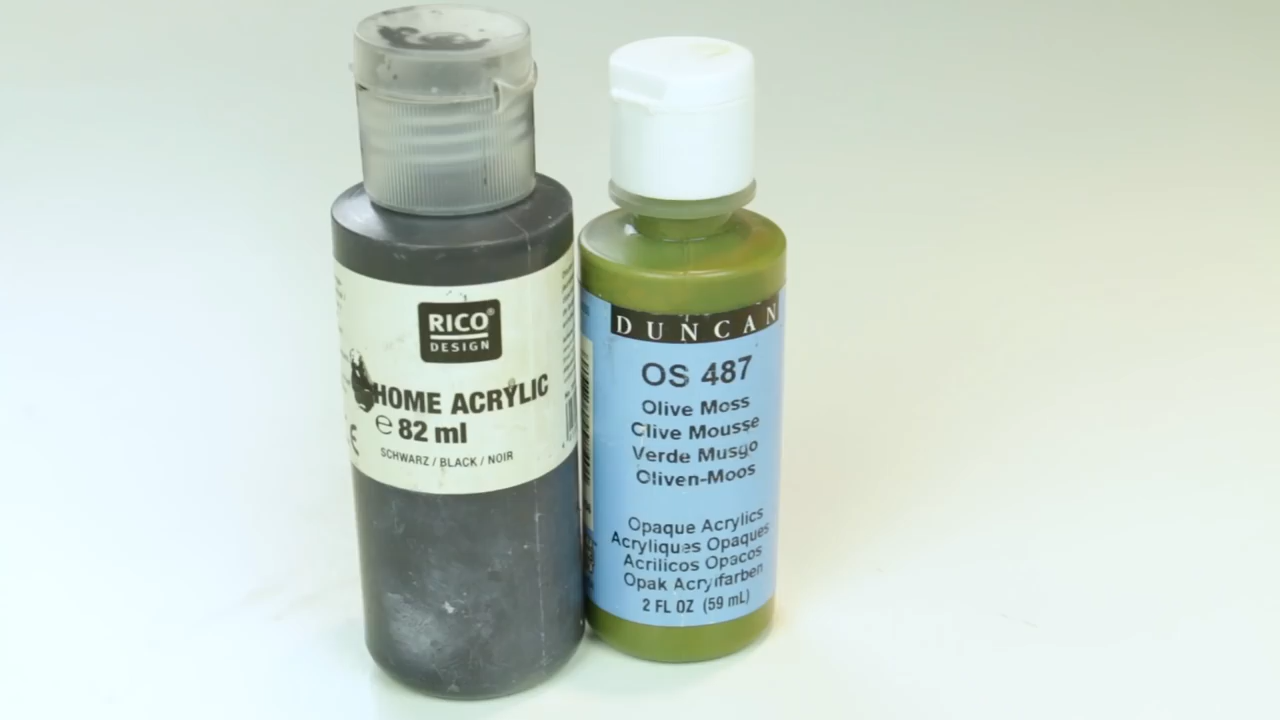 RICO®
DESIGN
HOME ACRYLIC
℮ 82 ml
SCHWARZ / BLACK / NOIR
DUNCAN
OS 487
Olive Moss
Olive Mousse
Verde Musgo
Oliven-Moos
Opaque Acrylics
Acryliques Opaques
Acrilicos Opacos
Opak Acrylfarben
2 FL OZ (59 mL)